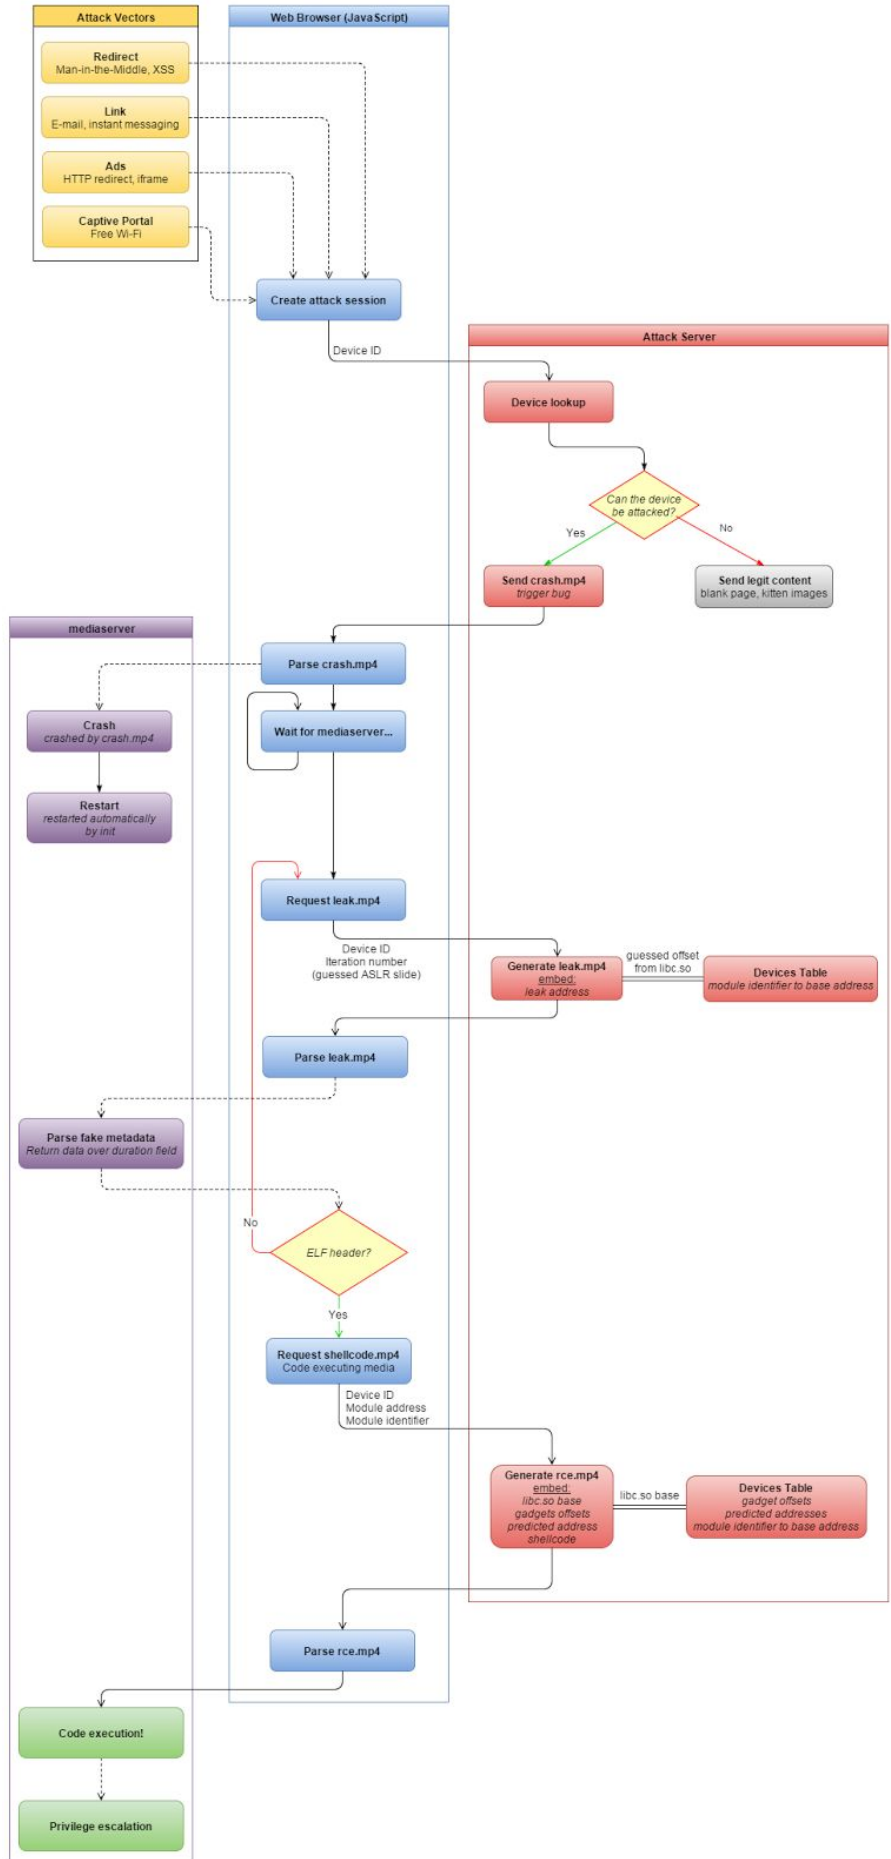 Attack Vectors
Web Browser (JavaScript)
Redirect
Man-in-the-Middle, XSS
Link
E-mail, instant messaging
Ads
HTTP redirect, iframe
Captive Portal
Free Wi-Fi
Create attack session
Device ID
Attack Server
Device lookup
Can the device
be attacked?
Yes
No
Send crash.mp4
trigger bug
Send legit content
blank page, kitten images
mediaserver
Parse crash.mp4
Crash
crashed by crash.mp4
Wait for mediaserver...
Restart
restarted automatically
by init
Request leak.mp4
Device ID
Iteration number
(guessed ASLR slide)
Generate leak.mp4
embed:
leak address
guessed offset
from libc.so
Devices Table
module identifier to base address
Parse leak.mp4
Parse fake metadata
Return data over duration field
No
ELF header?
Yes
Request shellcode.mp4
Code executing media
Device ID
Module address
Module identifier
Generate rce.mp4
embed:
libc.so base
gadgets offsets
predicted address
shellcode
libc.so base
Devices Table
gadget offsets
predicted addresses
module identifier to base address
Parse rce.mp4
Code execution!
Privilege escalation